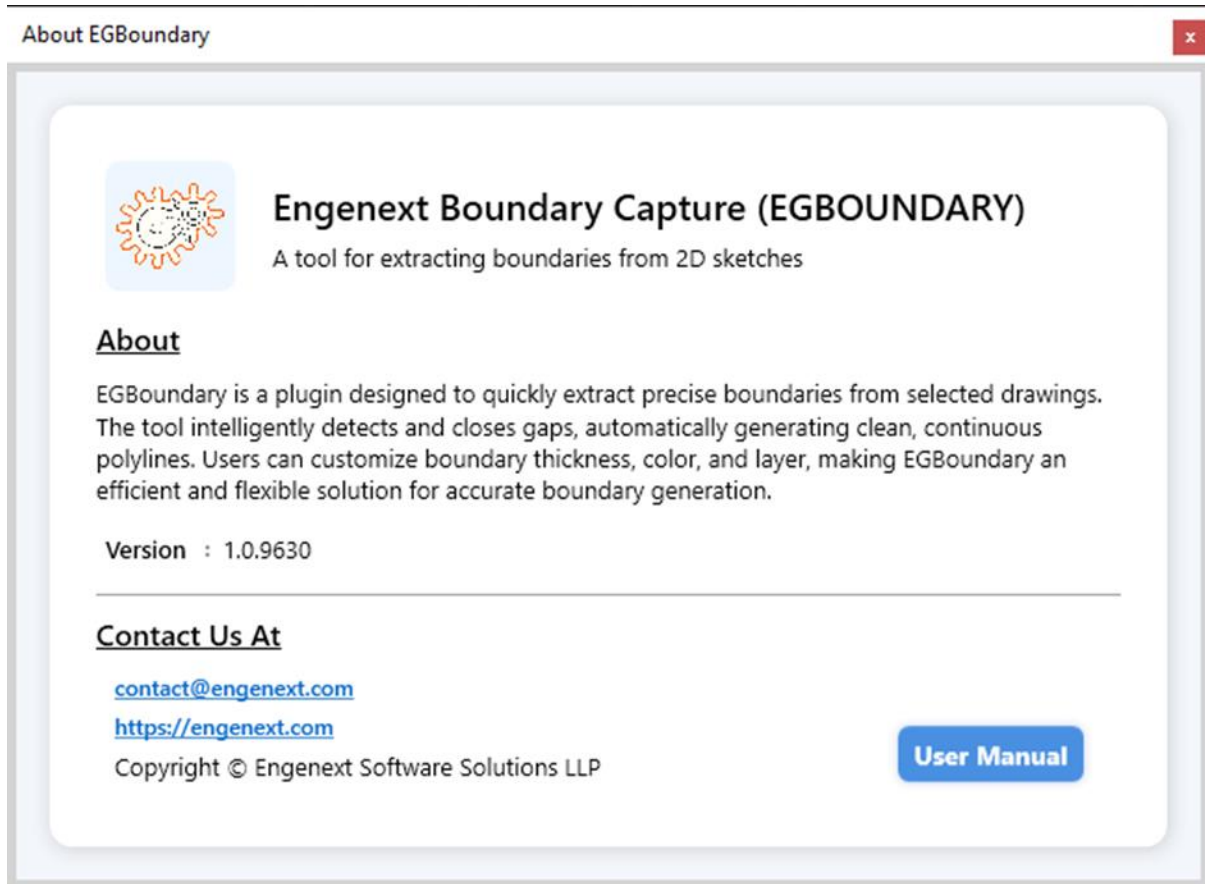 About EGBoundary
x
Engenext Boundary Capture (EGBOUNDARY)
A tool for extracting boundaries from 2D sketches
About
EGBoundary is a plugin designed to quickly extract precise boundaries from selected drawings.
The tool intelligently detects and closes gaps, automatically generating clean, continuous
polylines. Users can customize boundary thickness, color, and layer, making EGBoundary an
efficient and flexible solution for accurate boundary generation.
Version : 1.0.9630
Contact Us At
contact@engenext.com
https://engenext.com
Copyright © Engenext Software Solutions LLP
User Manual